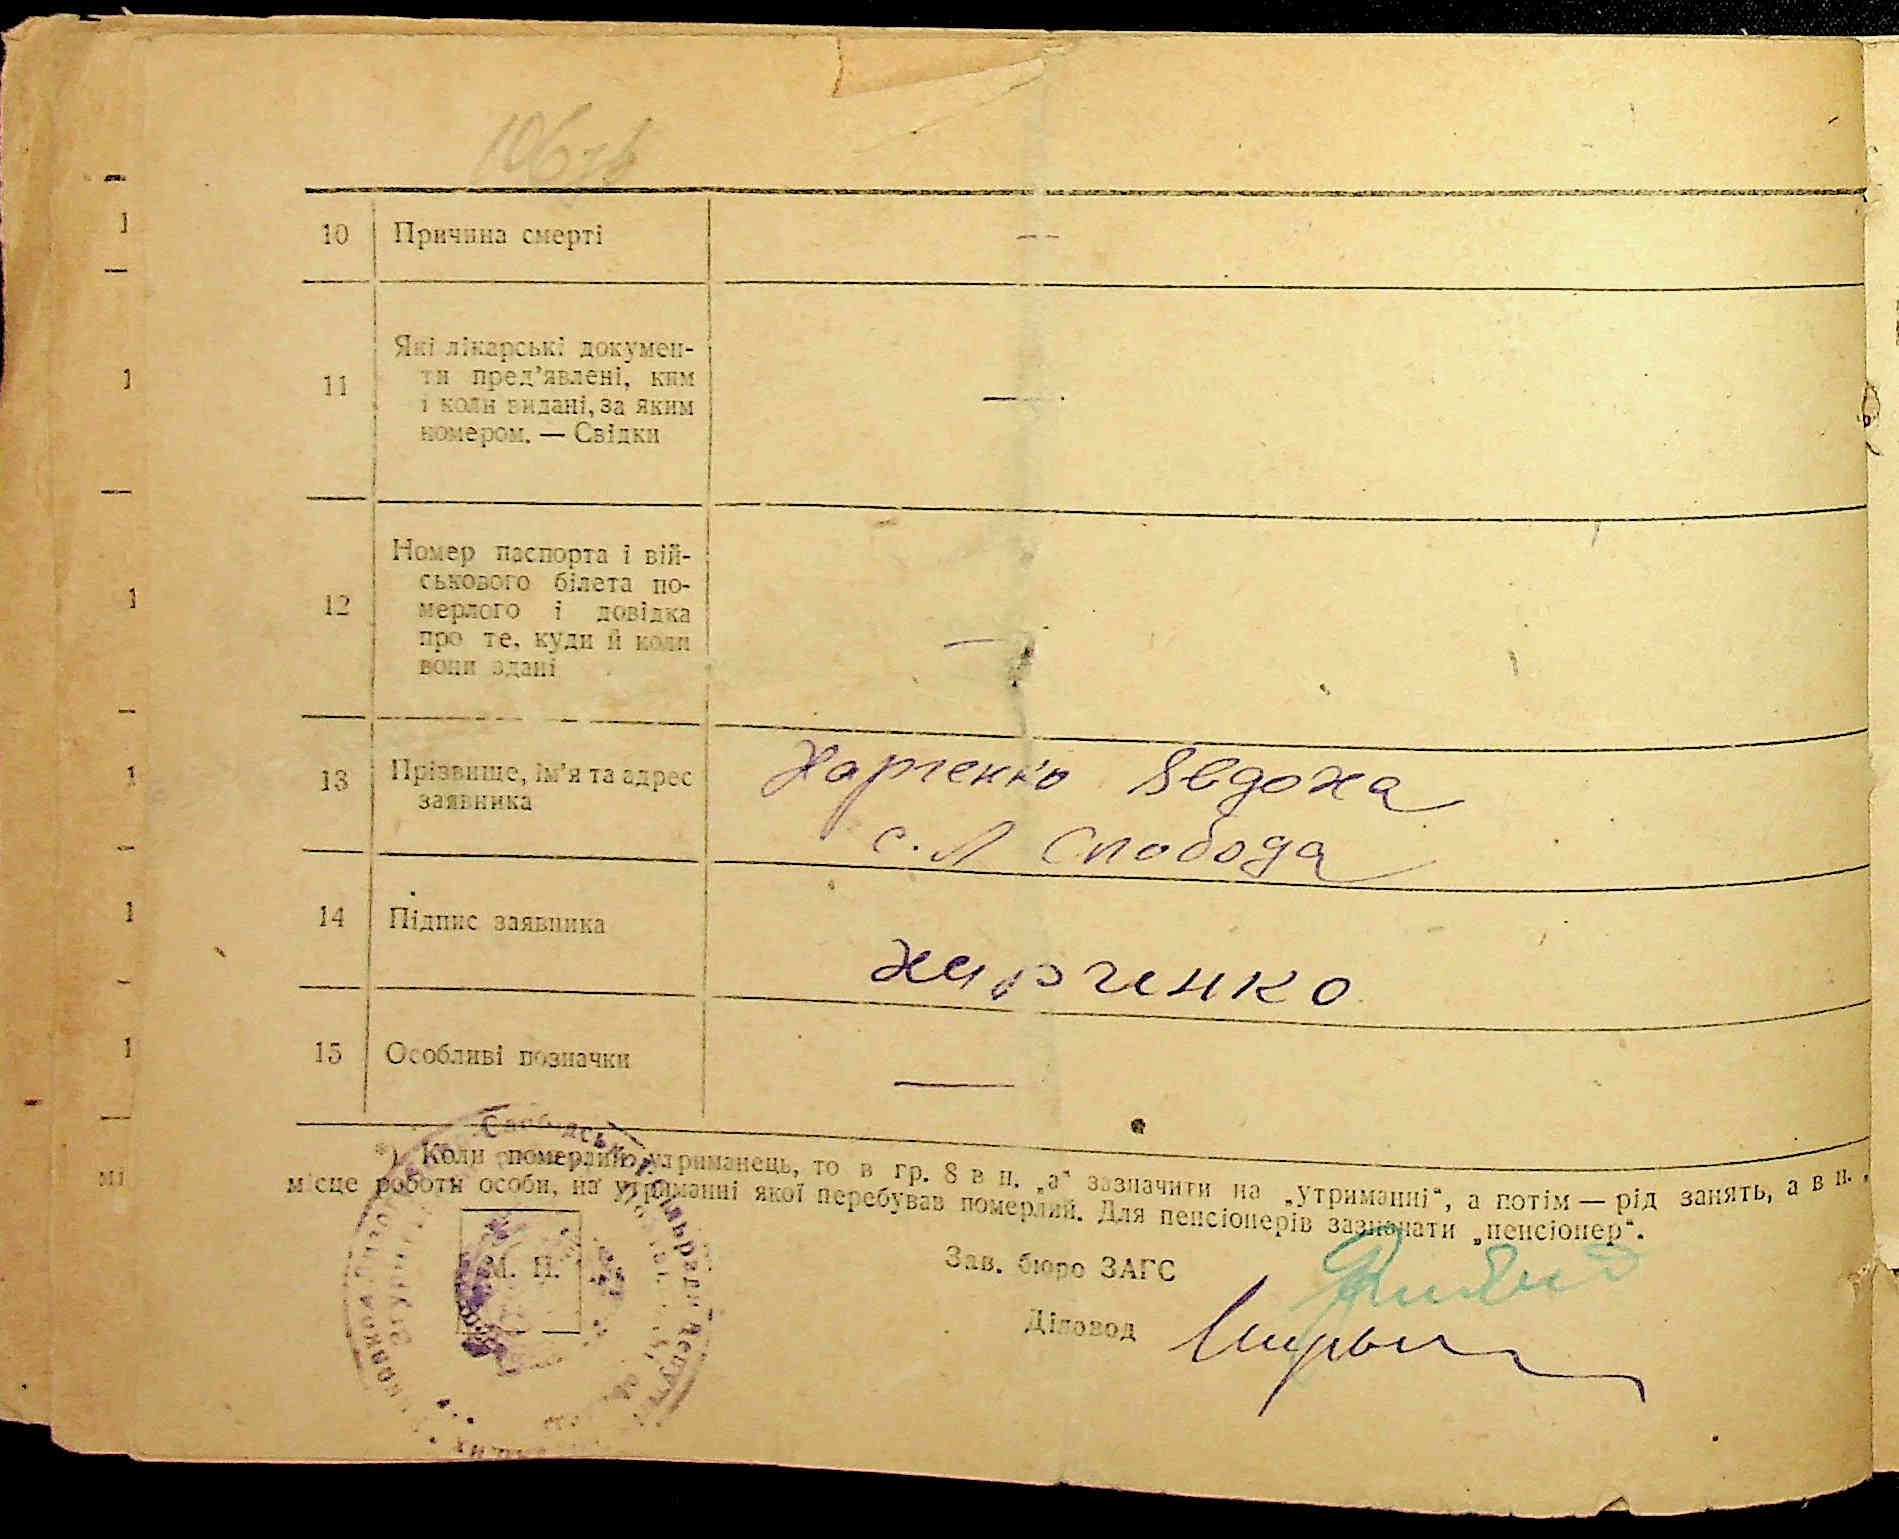 10 Причина смерті —
11 Які лікарські докумен-
ти пред'явлені, ким
і коли видані, за яким
номером. — Свідки
—
12 Номер паспорта і вій-
ськового білета по-
мерлого і довідка
про те, куди й коли
вони здані
—
13 Прізвище, ім'я та адрес
заявника
Харченко Явдоха
с. Л Слобода
14 Підпис заявника
Харченко
15 Особливі позначки
—
*) Коли померлий утриманець, то в гр. 8 в п. „а“ зазначити на „утриманні“, а потім — рід занять, а в п.
місце роботи особи, на утриманні якої перебував померлий. Для пенсіонерів зазначати „пенсіонер“.
М. П.
Зав. бюро ЗАГС
Діловод